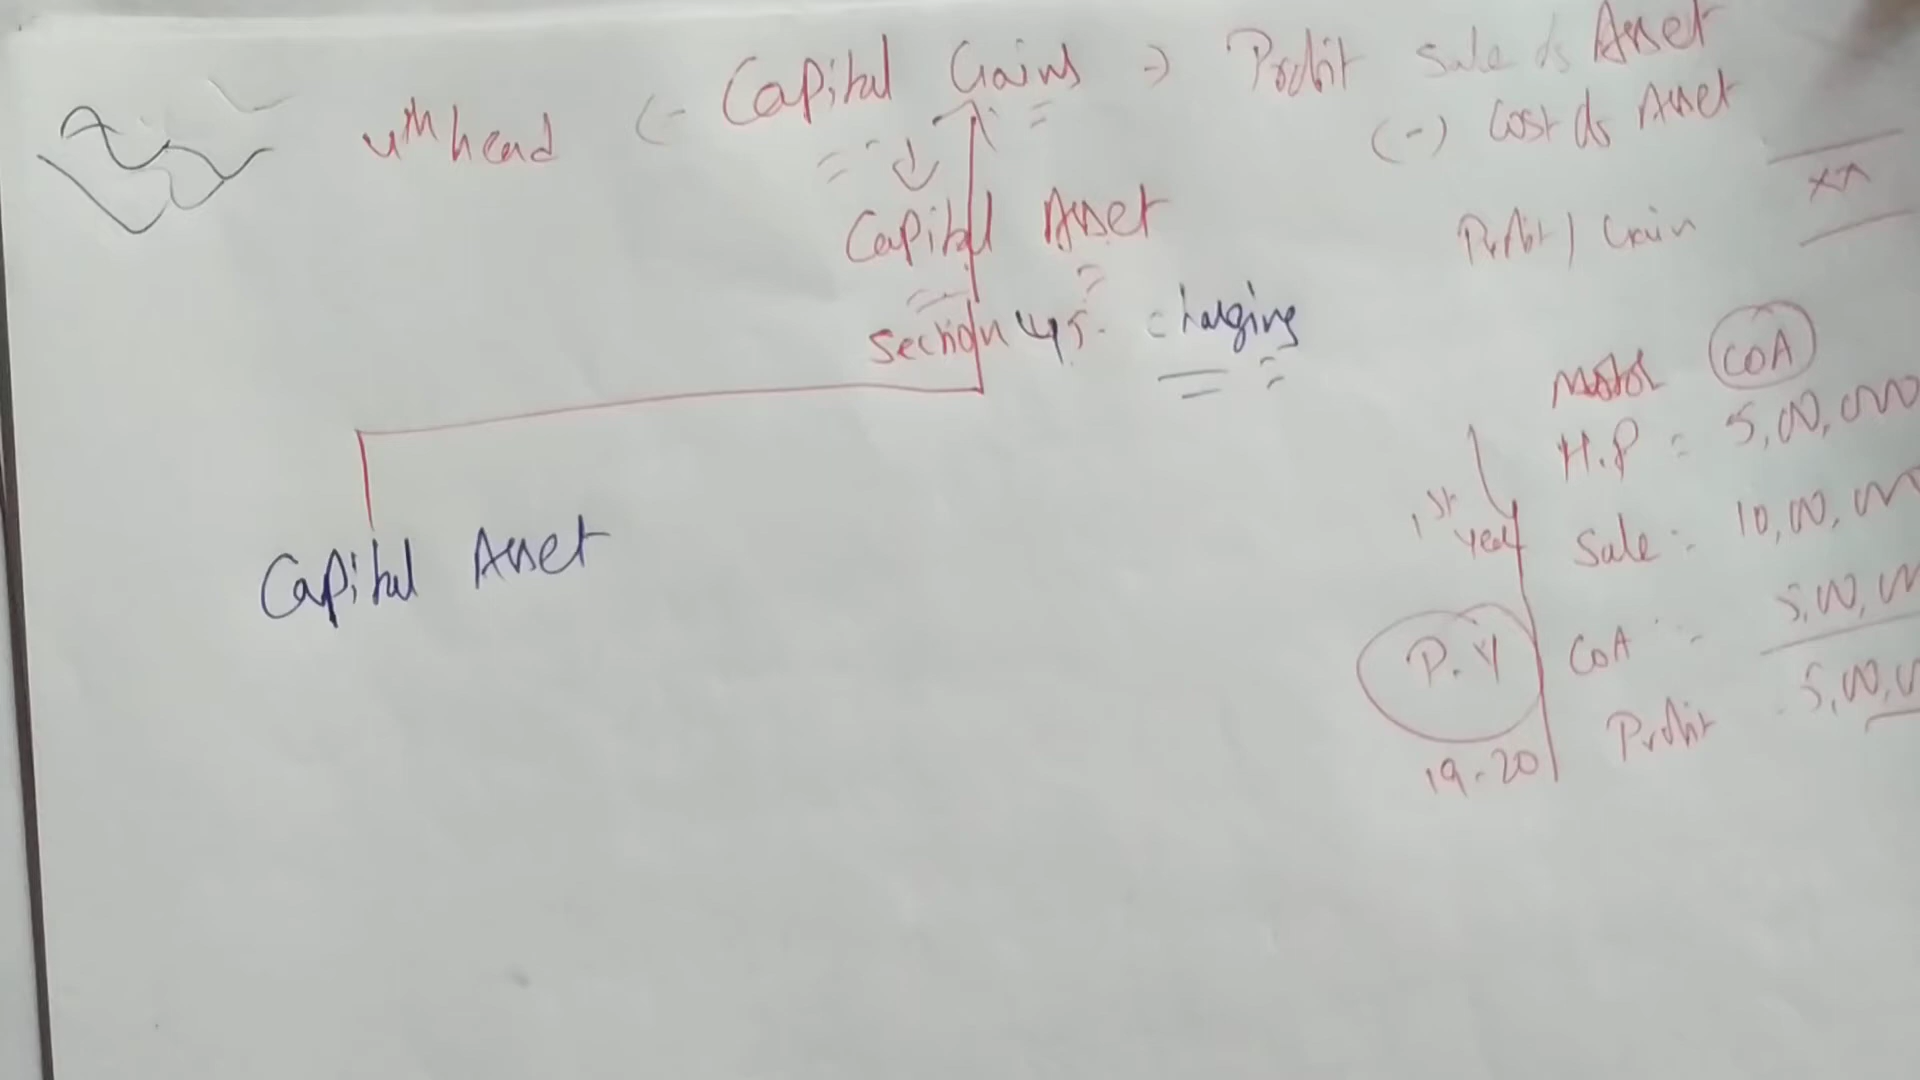 4th head ← Capital Gains ⇒ Profit Sale of Asset
(-) Cost of Asset
xx
Profit / Gain
Capital Asset
Section 45 - charging
Capital Asset
COA
H.P = 5,00,000
1st year
Sale = 10,00,000
5,00,000
P.Y
COA =
Profit 5,00,0
19-20